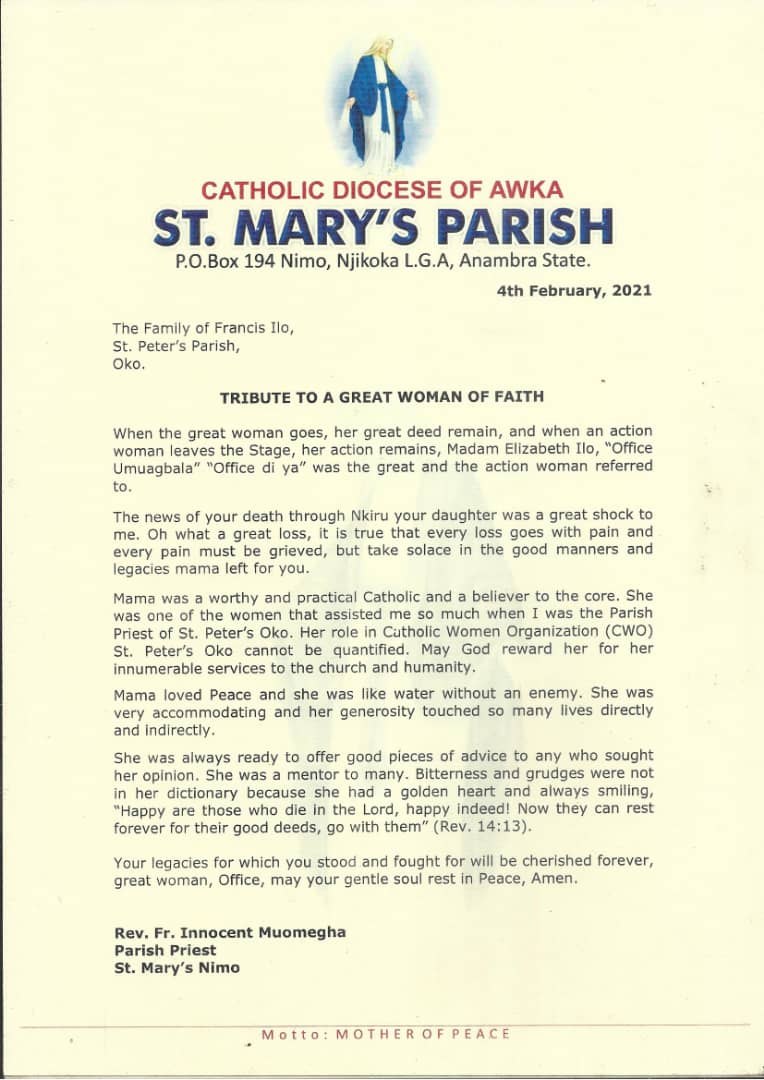 CATHOLIC DIOCESE OF AWKA
ST. MARY'S PARISH
P.O.Box 194 Nimo, Njikoka L.G.A, Anambra State.
4th February, 2021
The Family of Francis Ilo,
St. Peter's Parish,
Oko.
TRIBUTE TO A GREAT WOMAN OF FAITH
When the great woman goes, her great deed remain, and when an action
woman leaves the Stage, her action remains, Madam Elizabeth Ilo, "Office
Umuagbala" "Office di ya" was the great and the action woman referred
to.
The news of your death through Nkiru your daughter was a great shock to
me. Oh what a great loss, it is true that every loss goes with pain and
every pain must be grieved, but take solace in the good manners and
legacies mama left for you.
Mama was a worthy and practical Catholic and a believer to the core. She
was one of the women that assisted me so much when I was the Parish
Priest of St. Peter's Oko. Her role in Catholic Women Organization (CWO)
St. Peter's Oko cannot be quantified. May God reward her for her
innumerable services to the church and humanity.
Mama loved Peace and she was like water without an enemy. She was
very accommodating and her generosity touched so many lives directly
and indirectly.
She was always ready to offer good pieces of advice to any who sought
her opinion. She was a mentor to many. Bitterness and grudges were not
in her dictionary because she had a golden heart and always smiling,
"Happy are those who die in the Lord, happy indeed! Now they can rest
forever for their good deeds, go with them" (Rev. 14:13).
Your legacies for which you stood and fought for will be cherished forever,
great woman, Office, may your gentle soul rest in Peace, Amen.
Rev. Fr. Innocent Muomegha
Parish Priest
St. Mary's Nimo
Motto: MOTHER OF PEACE